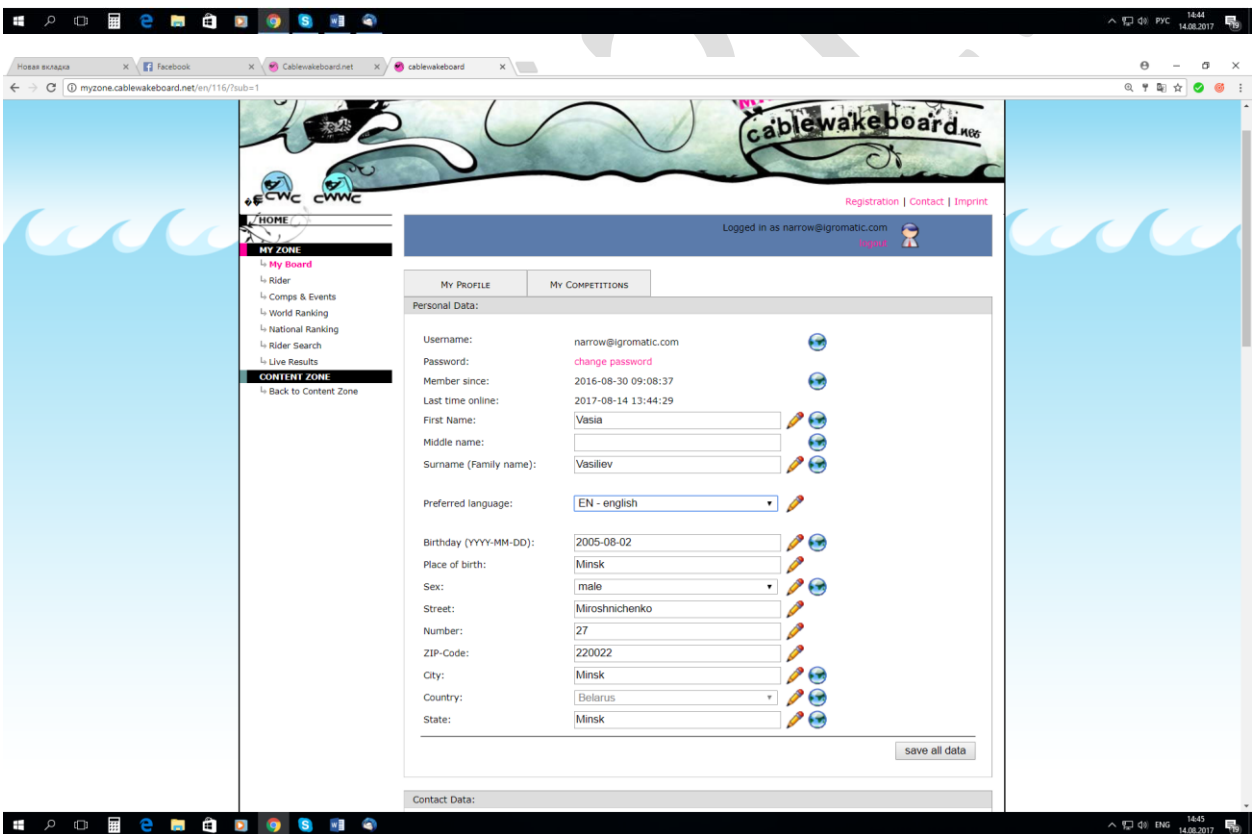 14:44
РУС
14.08.2017
Новая вкладка
Facebook
Cablewakeboard.net
cablewakeboard
myzone.cablewakeboard.net/en/116/?sub=1
cablewakeboard.net
CWC CWWC
Registration | Contact | Imprint
HOME
Logged in as narrow@igromatic.com
logout
MY ZONE
My Board
Rider
Comps & Events
World Ranking
National Ranking
Rider Search
Live Results
CONTENT ZONE
Back to Content Zone
MY PROFILE MY COMPETITIONS
Personal Data:
Username: narrow@igromatic.com
Password: change password
Member since: 2016-08-30 09:08:37
Last time online: 2017-08-14 13:44:29
First Name: Vasia
Middle name:
Surname (Family name): Vasiliev
Preferred language: EN - english
Birthday (YYYY-MM-DD): 2005-08-02
Place of birth: Minsk
Sex: male
Street: Miroshnichenko
Number: 27
ZIP-Code: 220022
City: Minsk
Country: Belarus
State: Minsk
save all data
Contact Data:
14:45
ENG
14.08.2017